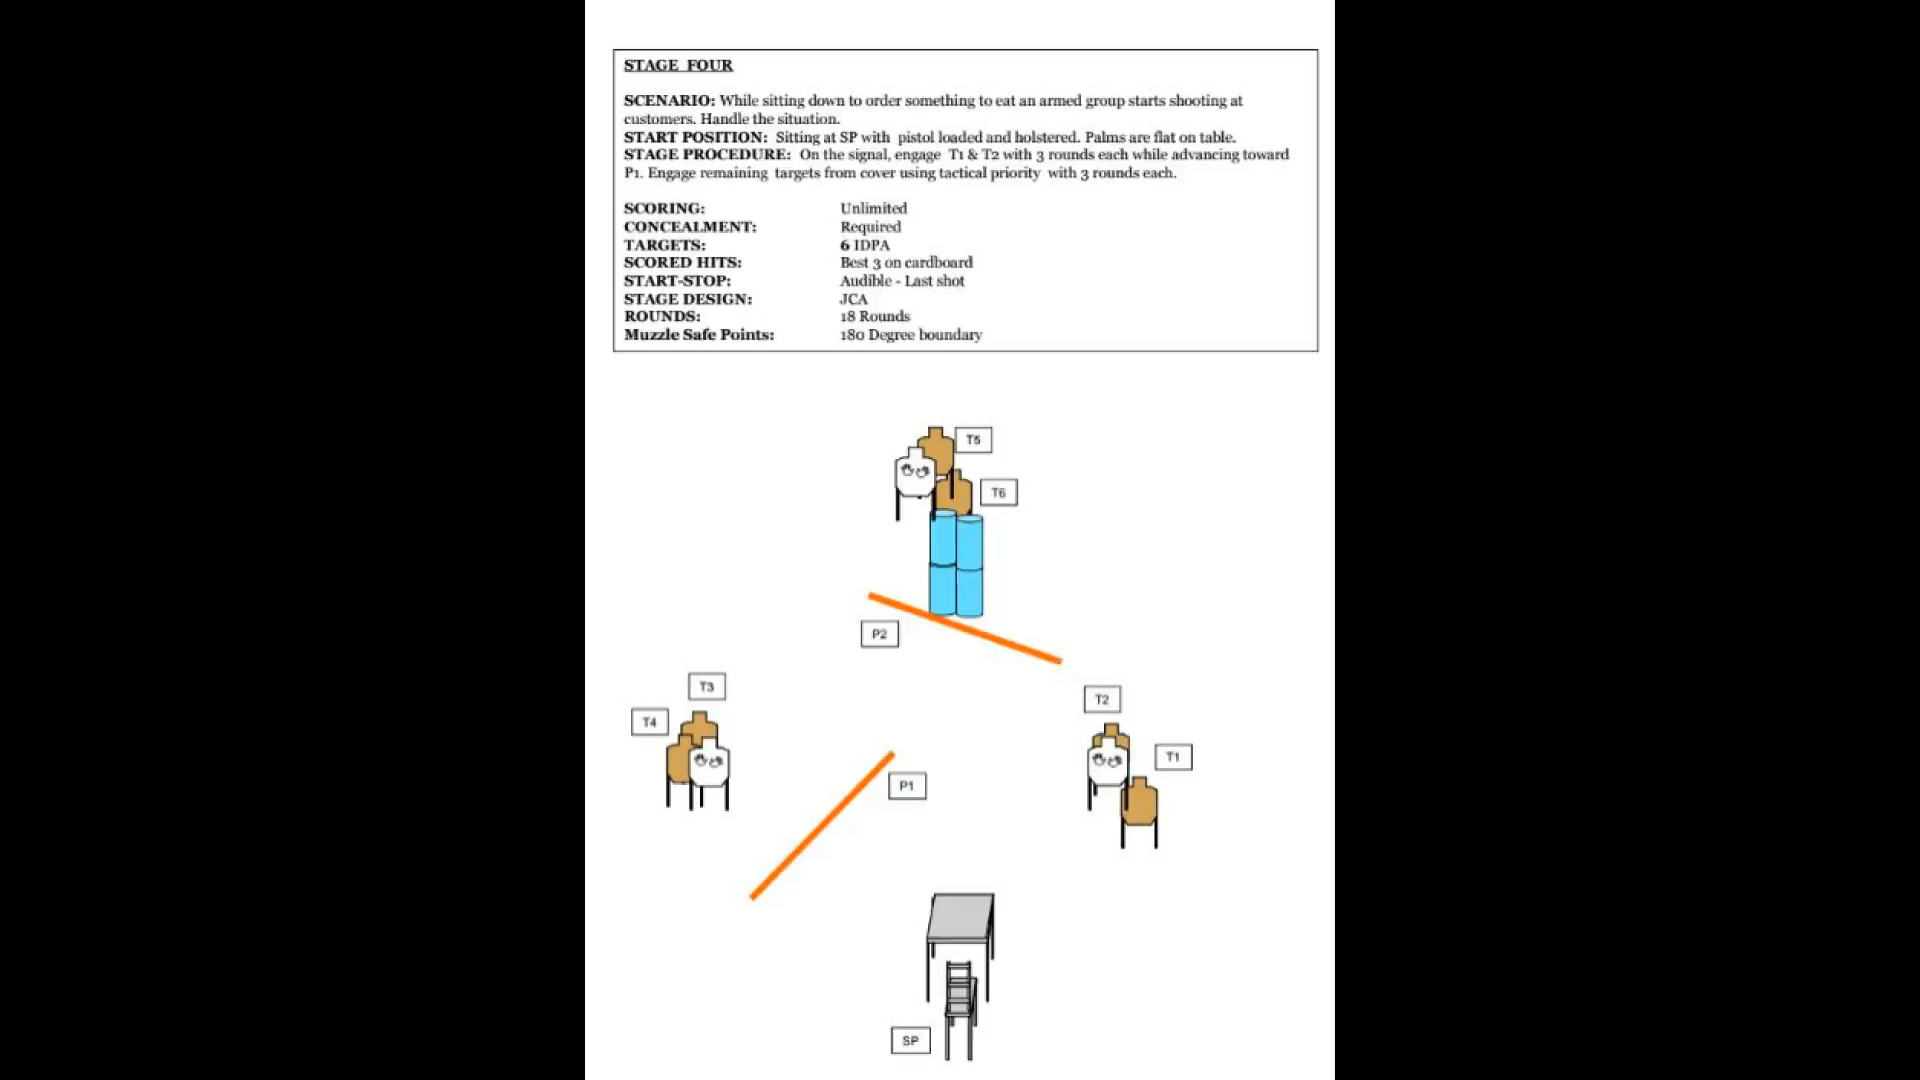 STAGE FOUR
SCENARIO: While sitting down to order something to eat an armed group starts shooting at
customers. Handle the situation.
START POSITION: Sitting at SP with pistol loaded and holstered. Palms are flat on table.
STAGE PROCEDURE: On the signal, engage T1 & T2 with 3 rounds each while advancing toward
P1. Engage remaining targets from cover using tactical priority with 3 rounds each.
SCORING: Unlimited
CONCEALMENT: Required
TARGETS: 6 IDPA
SCORED HITS: Best 3 on cardboard
START-STOP: Audible - Last shot
STAGE DESIGN: JCA
ROUNDS: 18 Rounds
Muzzle Safe Points: 180 Degree boundary
T5
T6
P2
T3
T2
T4
T1
P1
SP